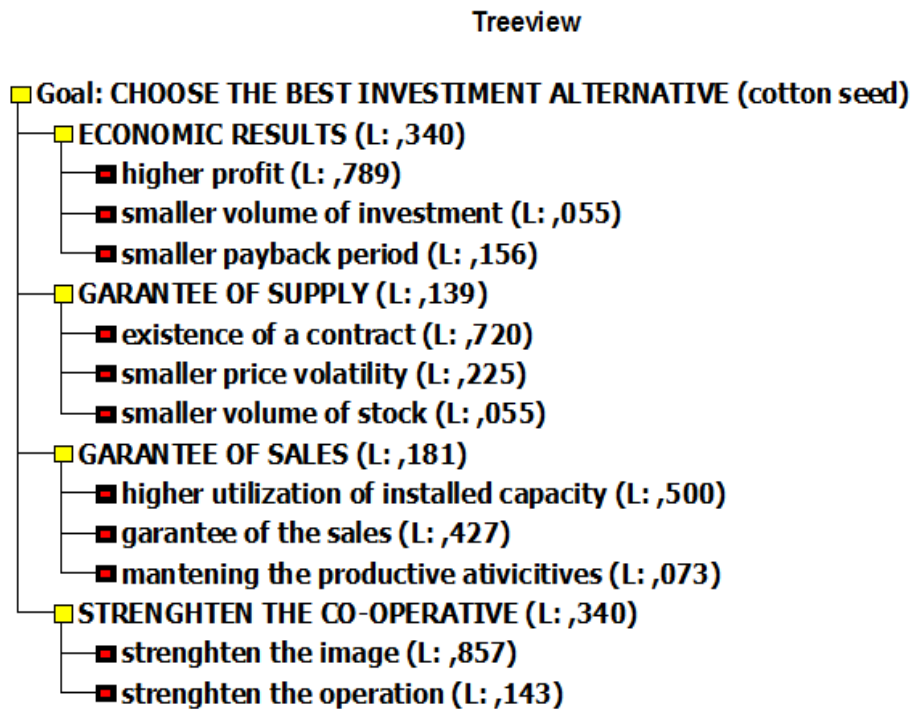 Treeview
Goal: CHOOSE THE BEST INVESTIMENT ALTERNATIVE (cotton seed)
ECONOMIC RESULTS (L: ,340)
higher profit (L: ,789)
smaller volume of investment (L: ,055)
smaller payback period (L: ,156)
GARANTEE OF SUPPLY (L: ,139)
existence of a contract (L: ,720)
smaller price volatility (L: ,225)
smaller volume of stock (L: ,055)
GARANTEE OF SALES (L: ,181)
higher utilization of installed capacity (L: ,500)
garantee of the sales (L: ,427)
mantening the productive ativicitives (L: ,073)
STRENGHTEN THE CO-OPERATIVE (L: ,340)
strenghten the image (L: ,857)
strenghten the operation (L: ,143)